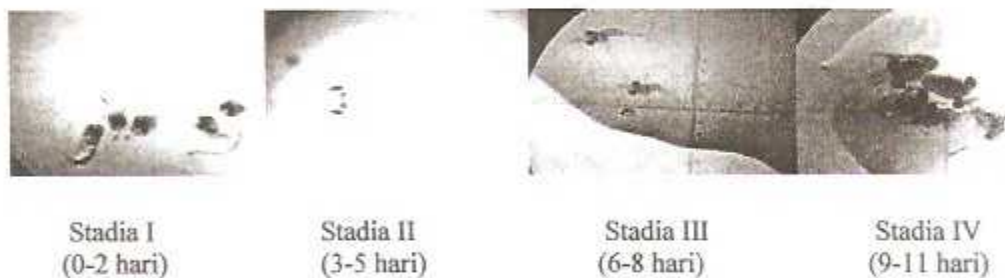 Stadia I
(0-2 hari)
Stadia II
(3-5 hari)
Stadia III
(6-8 hari)
Stadia IV
(9-11 hari)